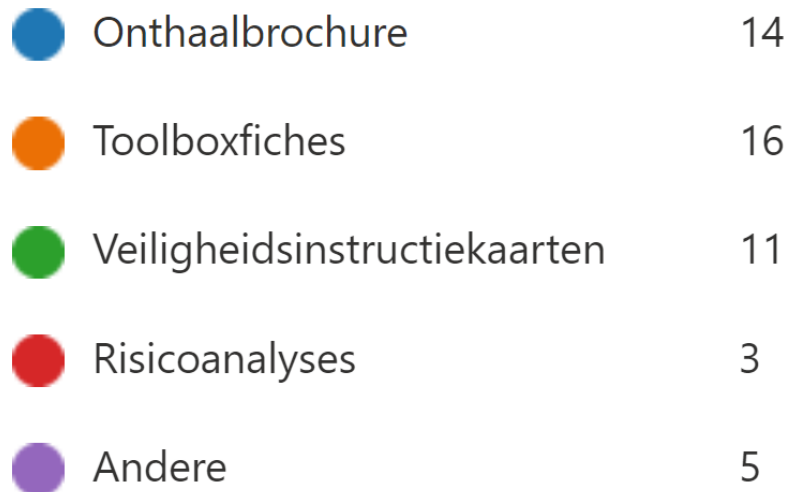 Onthaalbrochure 14
Toolboxfiches 16
Veiligheidsinstructiekaarten 11
Risicoanalyses 3
Andere 5